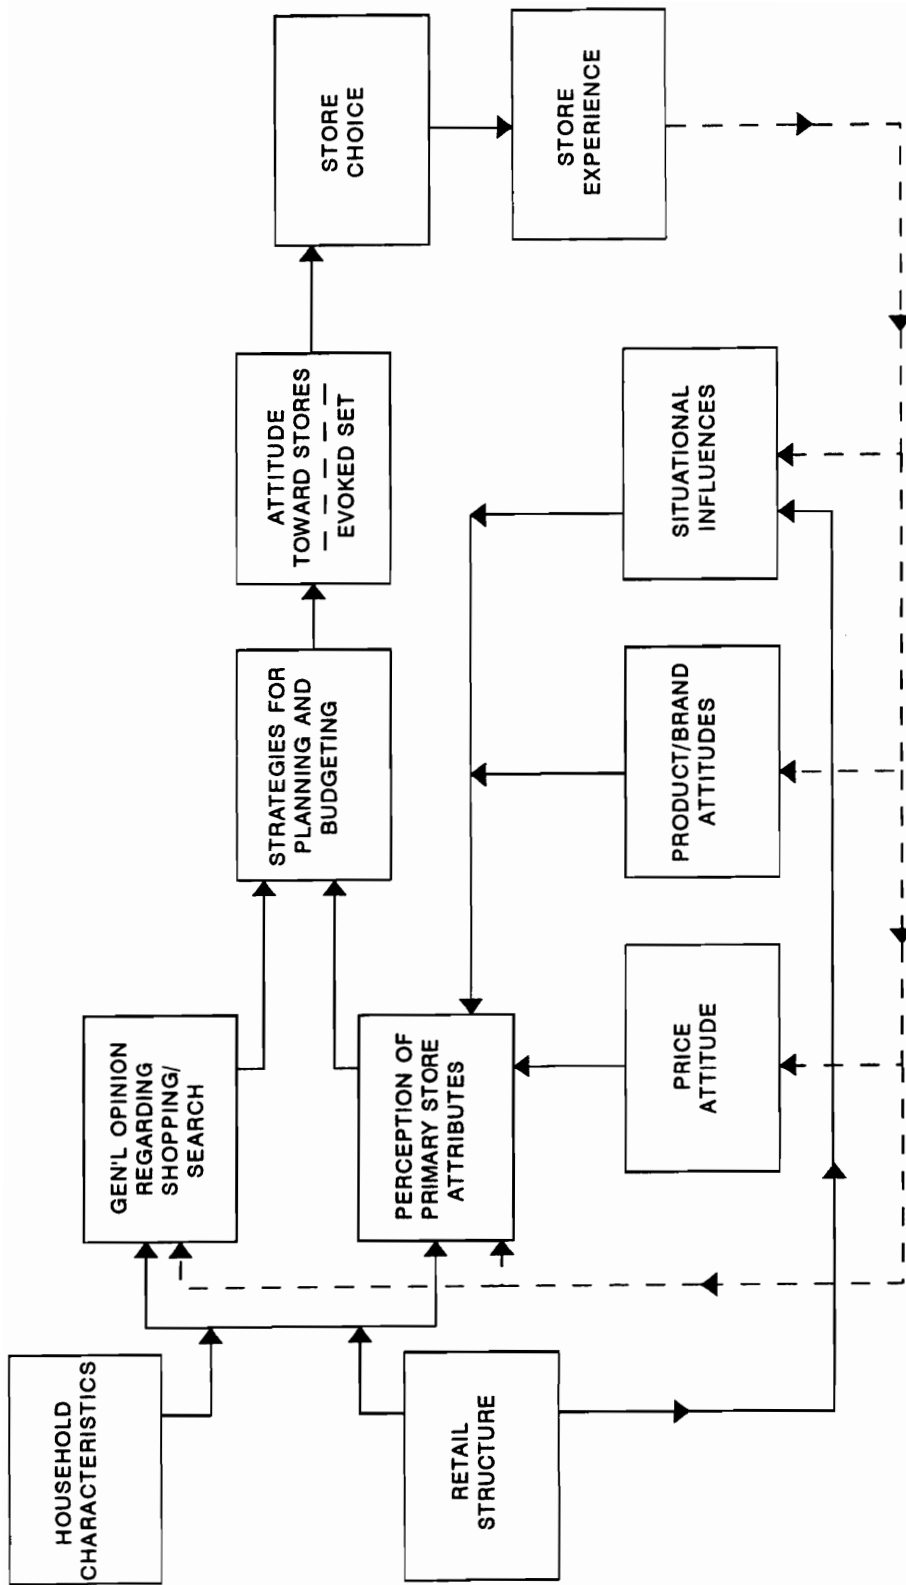 HOUSEHOLD
CHARACTERISTICS
RETAIL
STRUCTURE
GEN'L OPINION
REGARDING
SHOPPING/
SEARCH
PERCEPTION OF
PRIMARY STORE
ATTRIBUTES
PRICE
ATTITUDE
STRATEGIES FOR
PLANNING AND
BUDGETING
PRODUCT/BRAND
ATTITUDES
ATTITUDE
TOWARD STORES
EVOKED SET
SITUATIONAL
INFLUENCES
STORE
CHOICE
STORE
EXPERIENCE